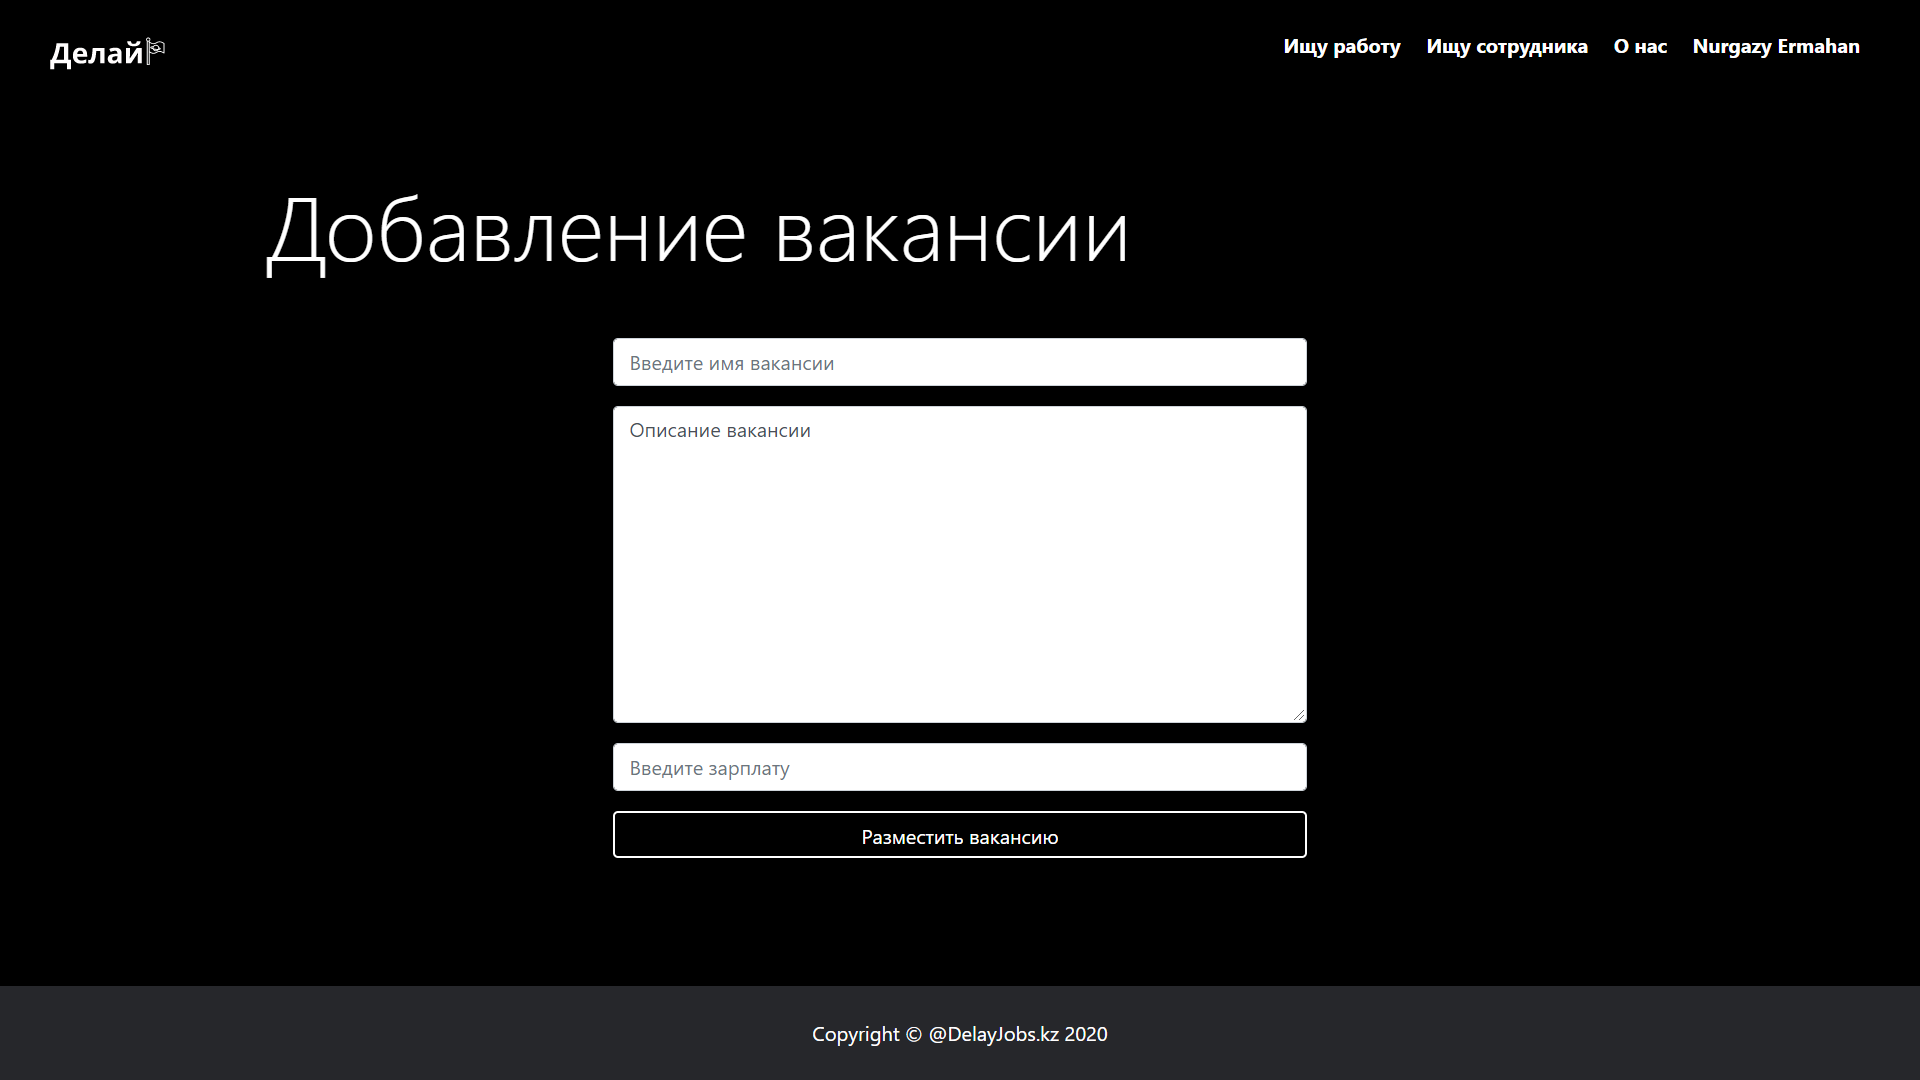 Делай
Ищу работу Ищу сотрудника О нас Nurgazy Ermahan
Добавление вакансии
Введите имя вакансии
Описание вакансии
Введите зарплату
Разместить вакансию
Copyright © @DelayJobs.kz 2020